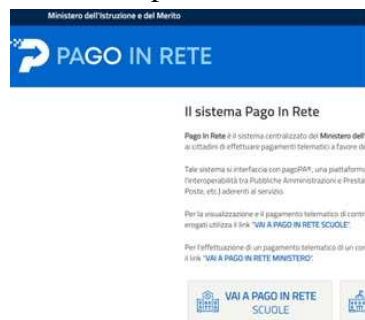 Ministero dell'Istruzione e del Merito
PAGO IN RETE
Il sistema Pago In Rete
Pago In Rete è il sistema centralizzato del Ministero dell'
ai cittadini di effettuare pagamenti telematici a favore de
Tale sistema si interfaccia con pagoPA®, una piattaforma
l'interoperabilità tra Pubbliche Amministrazioni e Presta
Poste, etc.) aderenti al servizio.
Per la visualizzazione e il pagamento telematico di contri
erogati utilizza il link "VAI A PAGO IN RETE SCUOLE".
Per l'effettuazione di un pagamento telematico di un con
il link "VAI A PAGO IN RETE MINISTERO".
VAI A PAGO IN RETE
SCUOLE